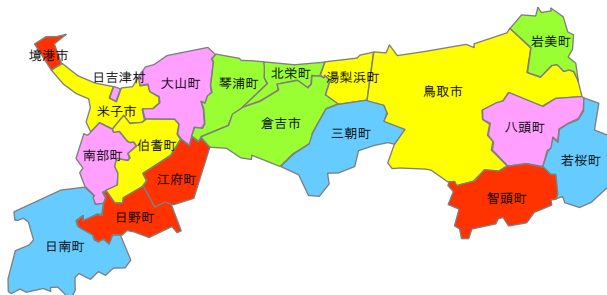 岩美町
境港市
日吉津村
大山町
琴浦町
北栄町
湯梨浜町
鳥取市
米子市
倉吉市
三朝町
八頭町
伯耆町
南部町
若桜町
江府町
智頭町
日野町
日南町